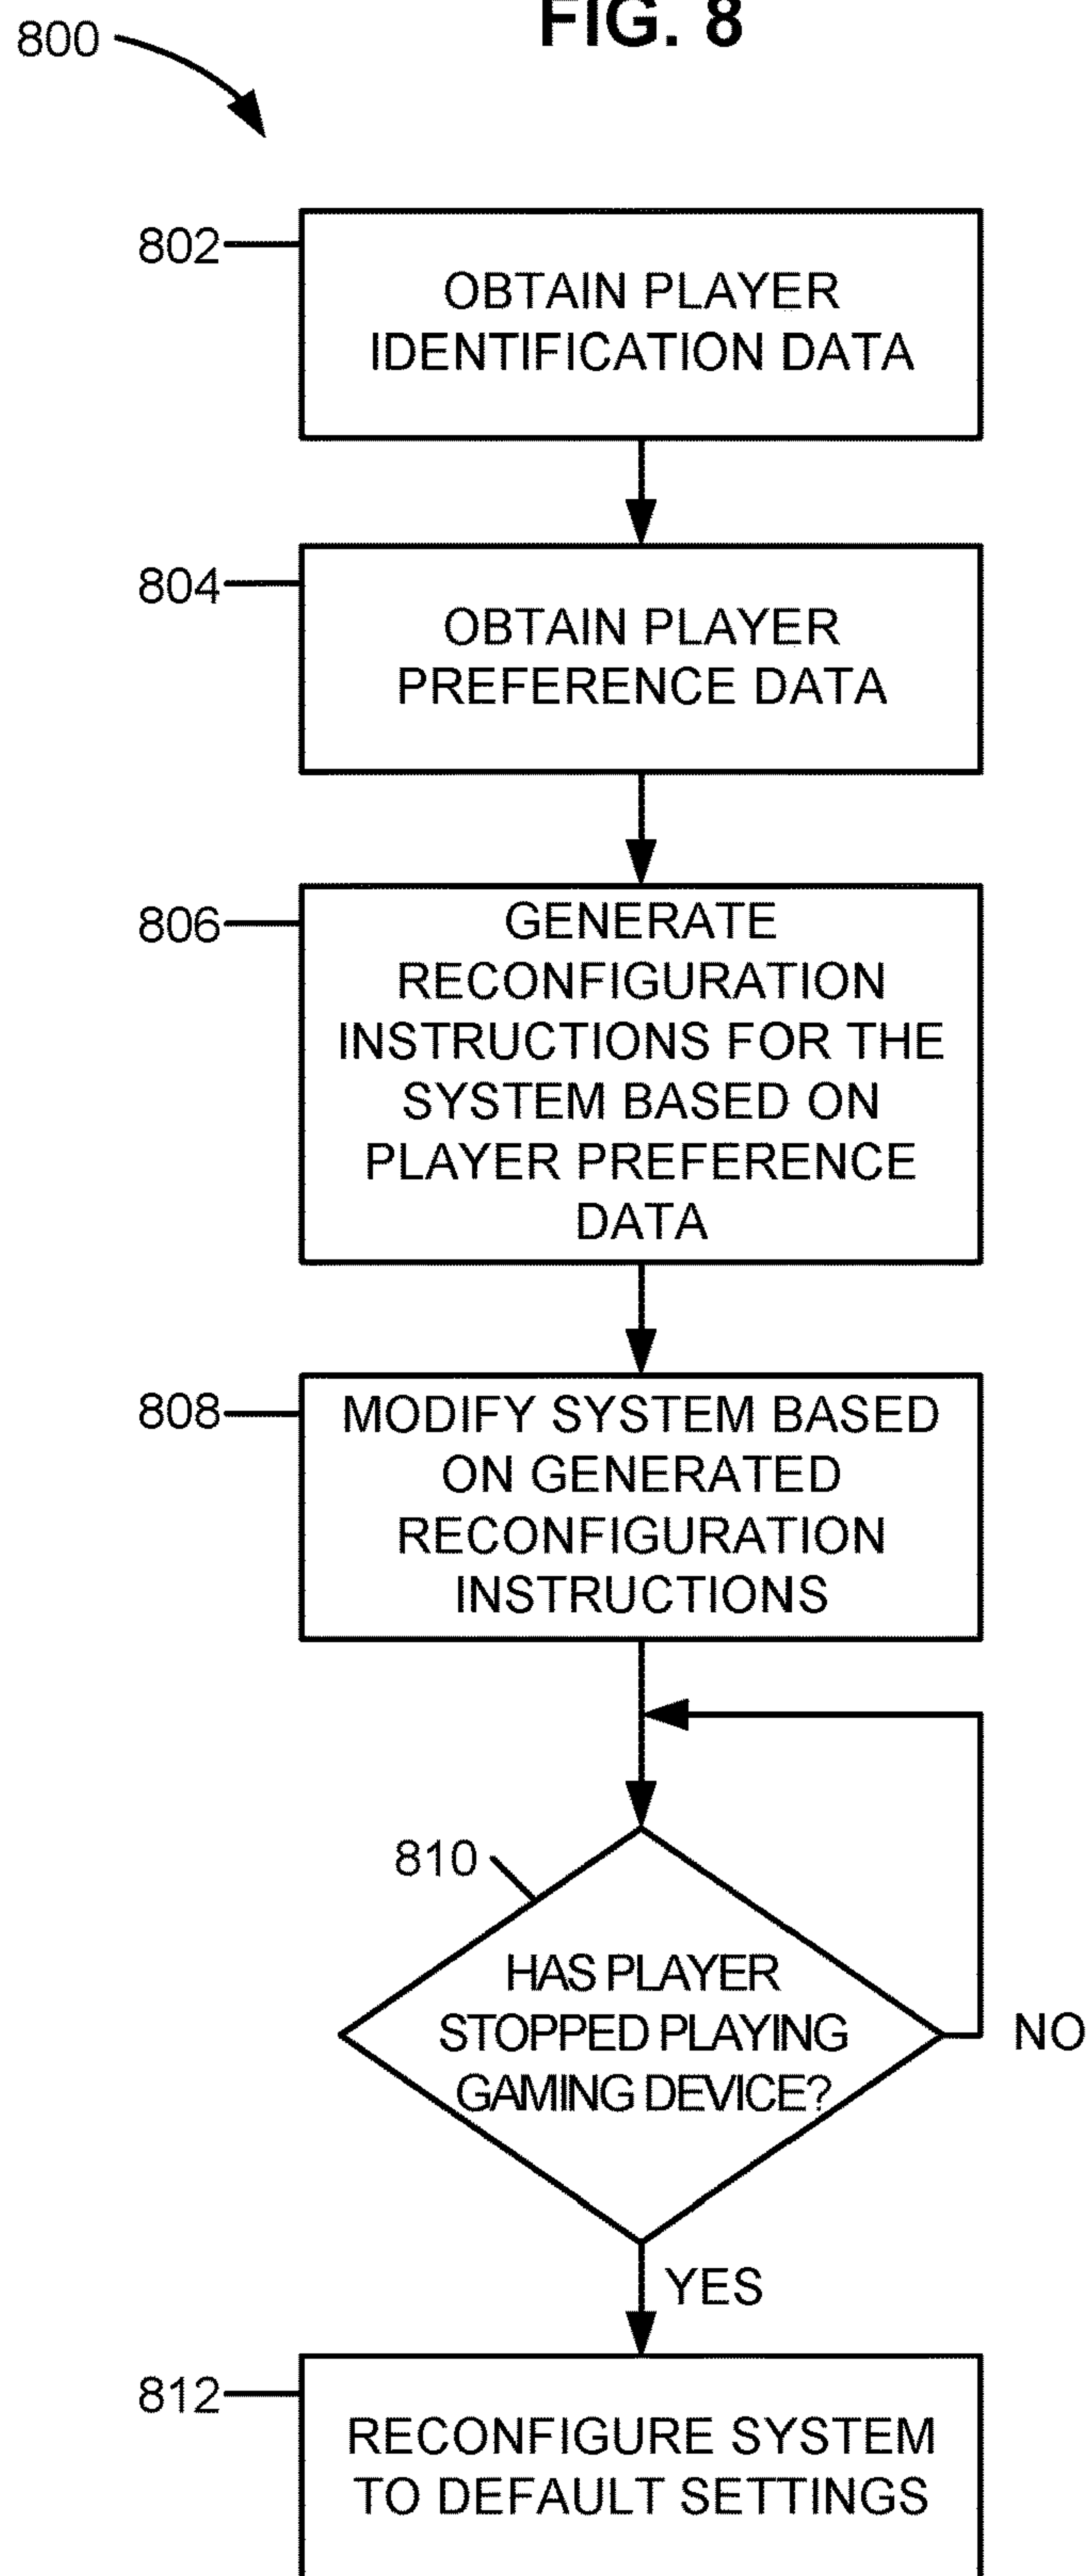 FIG. 8
800
802
OBTAIN PLAYER
IDENTIFICATION DATA
804
OBTAIN PLAYER
PREFERENCE DATA
806
GENERATE
RECONFIGURATION
INSTRUCTIONS FOR THE
SYSTEM BASED ON
PLAYER PREFERENCE
DATA
808
MODIFY SYSTEM BASED
ON GENERATED
RECONFIGURATION
INSTRUCTIONS
810
HAS PLAYER
STOPPED PLAYING
GAMING DEVICE?
NO
YES
812
RECONFIGURE SYSTEM
TO DEFAULT SETTINGS